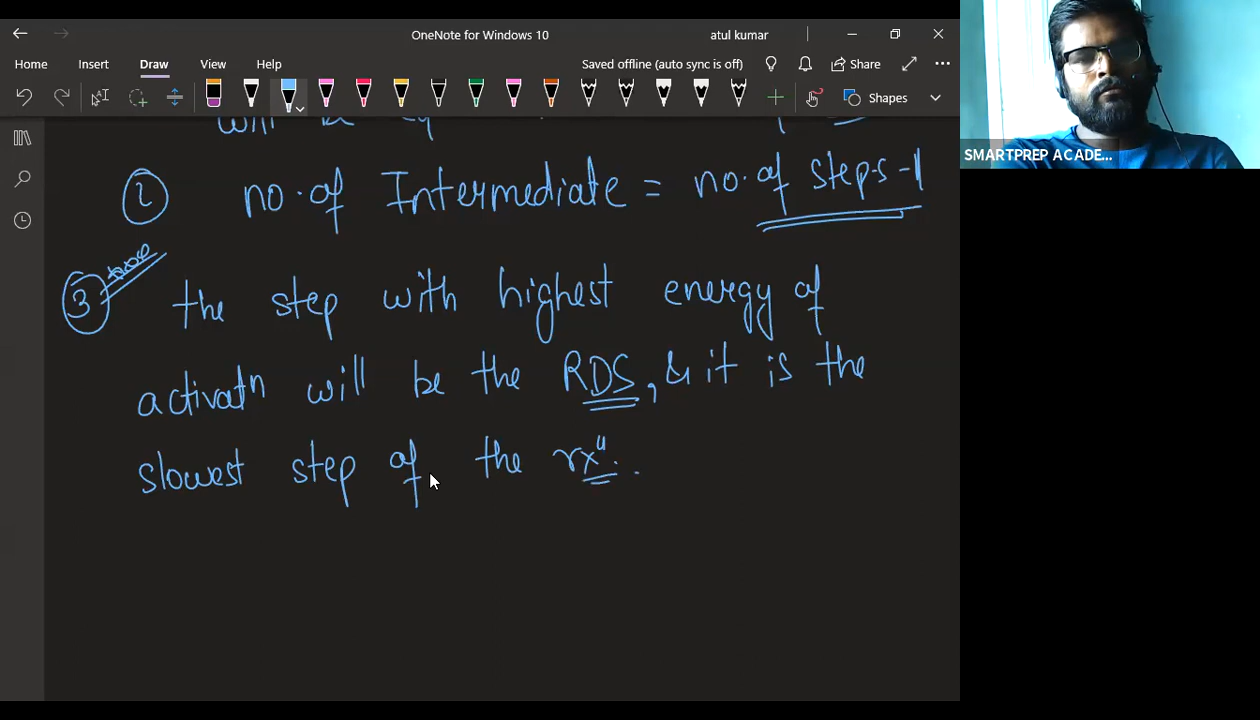 OneNote for Windows 10
atul kumar
Home Insert Draw View Help
Saved offline (auto sync is off)
Share
Shapes
SMARTPREP ACADE...
will be
② no. of Intermediate = no. of steps -1
③
the step with highest energy of
activatn will be the RDS, & it is the
slowest step of the rxn.